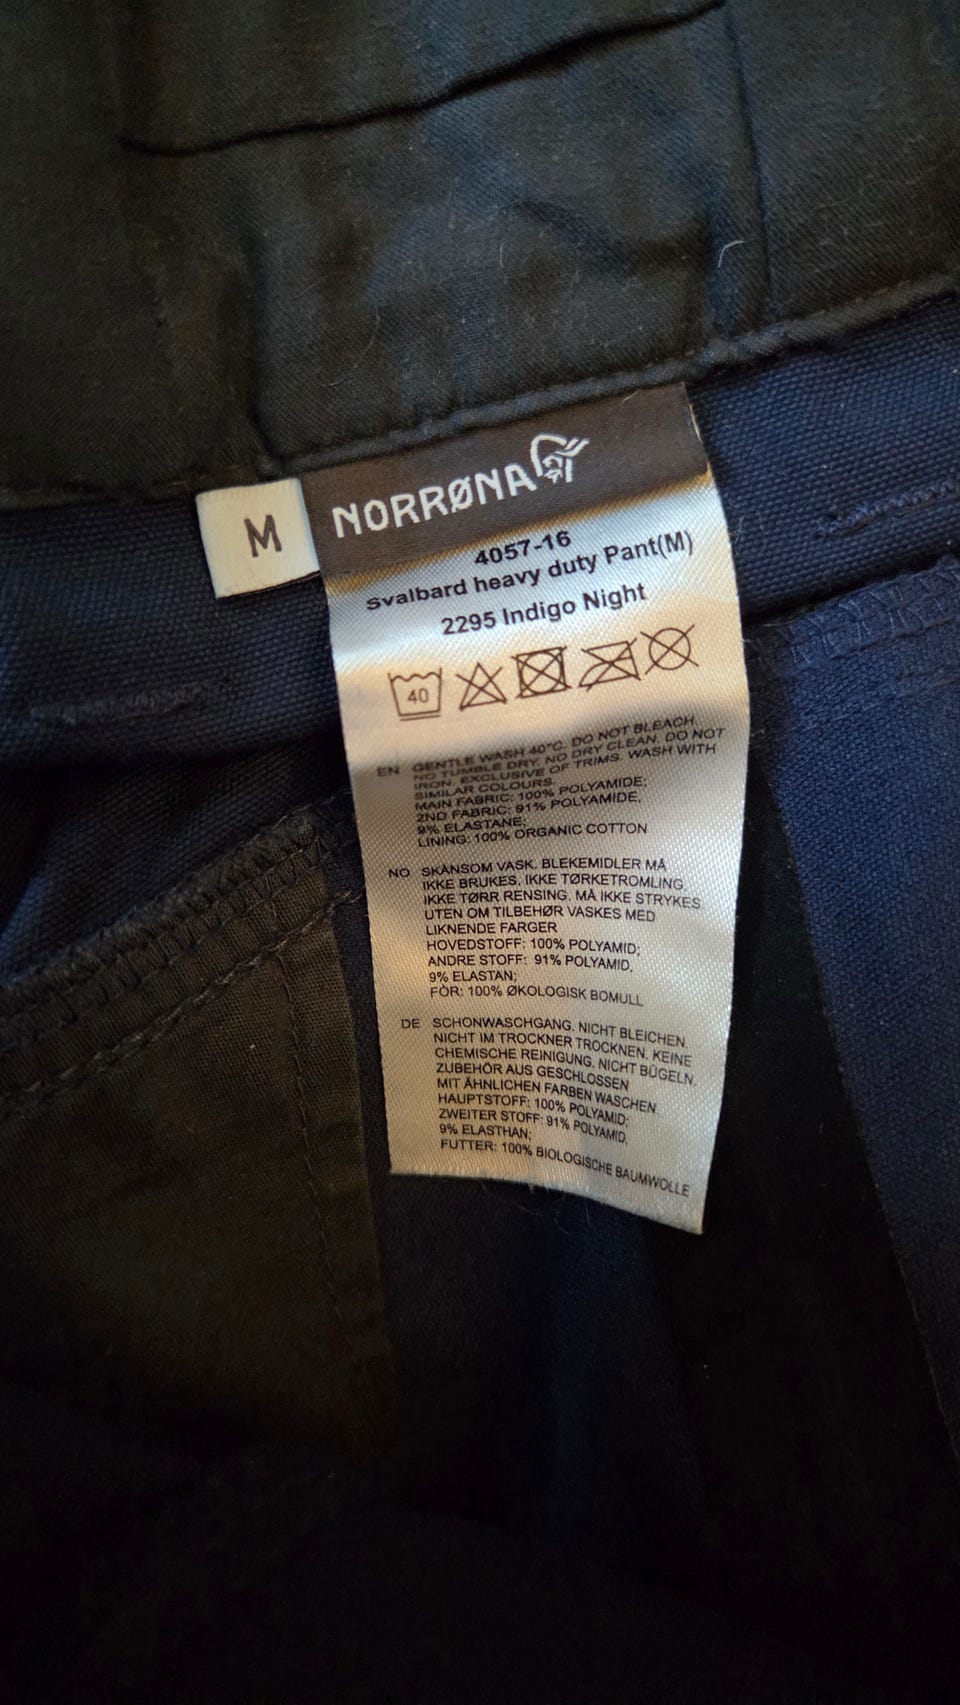 M
NORRØNA
4057-16
Svalbard heavy duty Pant(M)
2295 Indigo Night
40
EN GENTLE WASH 40°C. DO NOT BLEACH.
NO TUMBLE DRY. NO DRY CLEAN. DO NOT
IRON. EXCLUSIVE OF TRIMS. WASH WITH
SIMILAR COLOURS.
MAIN FABRIC: 100% POLYAMIDE;
2ND FABRIC: 91% POLYAMIDE,
9% ELASTANE;
LINING: 100% ORGANIC COTTON
NO SKÅNSOM VASK. BLEKEMIDLER MÅ
IKKE BRUKES. IKKE TØRKETROMLING.
IKKE TØRR RENSING. MÅ IKKE STRYKES
UTEN OM TILBEHØR VASKES MED
LIKNENDE FARGER
HOVEDSTOFF: 100% POLYAMID;
ANDRE STOFF: 91% POLYAMID,
9% ELASTAN;
FÔR: 100% ØKOLOGISK BOMULL
DE SCHONWASCHGANG. NICHT BLEICHEN.
NICHT IM TROCKNER TROCKNEN. KEINE
CHEMISCHE REINIGUNG. NICHT BÜGELN.
ZUBEHÖR AUS GESCHLOSSEN
MIT ÄHNLICHEN FARBEN WASCHEN.
HAUPTSTOFF: 100% POLYAMID;
ZWEITER STOFF: 91% POLYAMID,
9% ELASTHAN;
FUTTER: 100% BIOLOGISCHE BAUMWOLLE